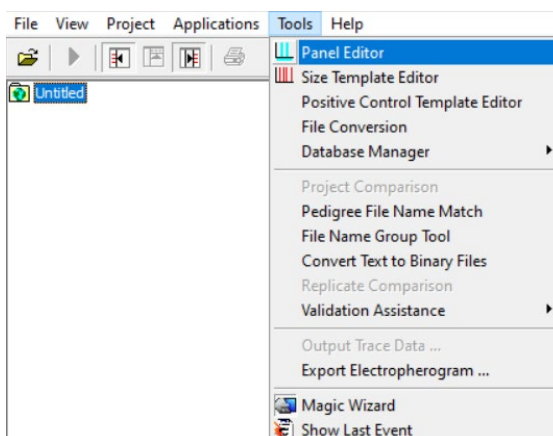 File View Project Applications Tools Help
Untitled
Panel Editor
Size Template Editor
Positive Control Template Editor
File Conversion
Database Manager
Project Comparison
Pedigree File Name Match
File Name Group Tool
Convert Text to Binary Files
Replicate Comparison
Validation Assistance
Output Trace Data ...
Export Electropherogram ...
Magic Wizard
Show Last Event